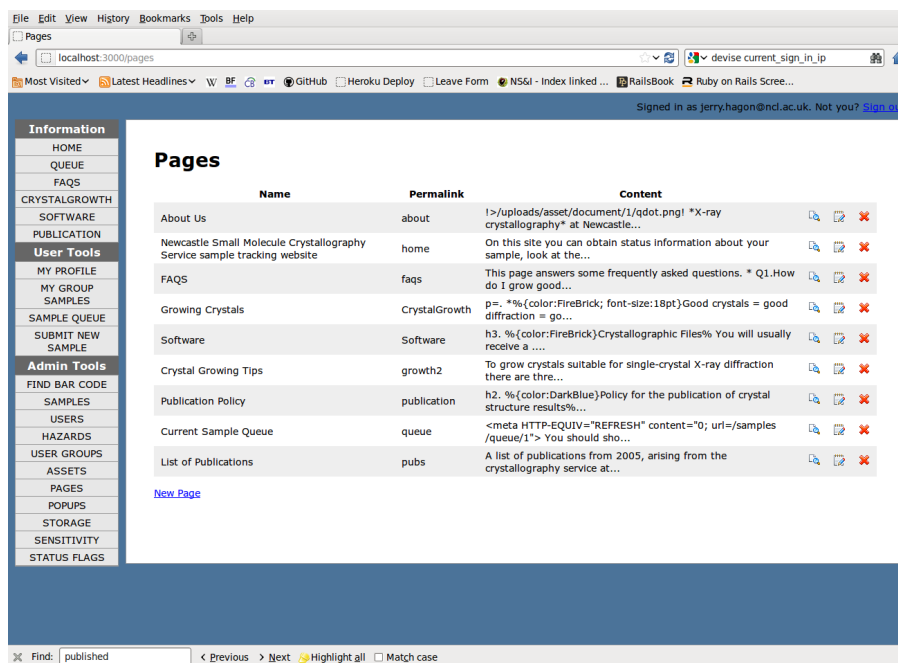 File Edit View History Bookmarks Tools Help
Pages
localhost:3000/pages
devise current_sign_in_ip
Most Visited Latest Headlines W BF CB BT GitHub Heroku Deploy Leave Form NS&I - Index linked ... RailsBook Ruby on Rails Scree...
Signed in as jerry.hagon@ncl.ac.uk. Not you? Sign ou
Information
HOME
QUEUE
FAQS
CRYSTALGROWTH
SOFTWARE
PUBLICATION
User Tools
MY PROFILE
MY GROUP
SAMPLES
SAMPLE QUEUE
SUBMIT NEW
SAMPLE
Admin Tools
FIND BAR CODE
SAMPLES
USERS
HAZARDS
USER GROUPS
ASSETS
PAGES
POPUPS
STORAGE
SENSITIVITY
STATUS FLAGS
Pages
Name Permalink Content
About Us about !>/uploads/asset/document/1/qdot.png! *X-ray
crystallography* at Newcastle...
Newcastle Small Molecule Crystallography
Service sample tracking website home On this site you can obtain status information about your
sample, look at the...
FAQS faqs This page answers some frequently asked questions. * Q1.How
do I grow good...
Growing Crystals CrystalGrowth p=. *%{color:FireBrick; font-size:18pt}Good crystals = good
diffraction = go...
Software Software h3. %{color:FireBrick}Crystallographic Files% You will usually
receive a ....
Crystal Growing Tips growth2 To grow crystals suitable for single-crystal X-ray diffraction
there are thre...
Publication Policy publication h2. %{color:DarkBlue}Policy for the publication of crystal
structure results%...
Current Sample Queue queue <meta HTTP-EQUIV="REFRESH" content="0; url=/samples
/queue/1"> You should sho...
List of Publications pubs A list of publications from 2005, arising from the
crystallography service at...
New Page
Find: published Previous Next Highlight all Match case